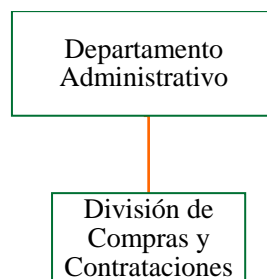 Departamento
Administrativo
División de
Compras y
Contrataciones